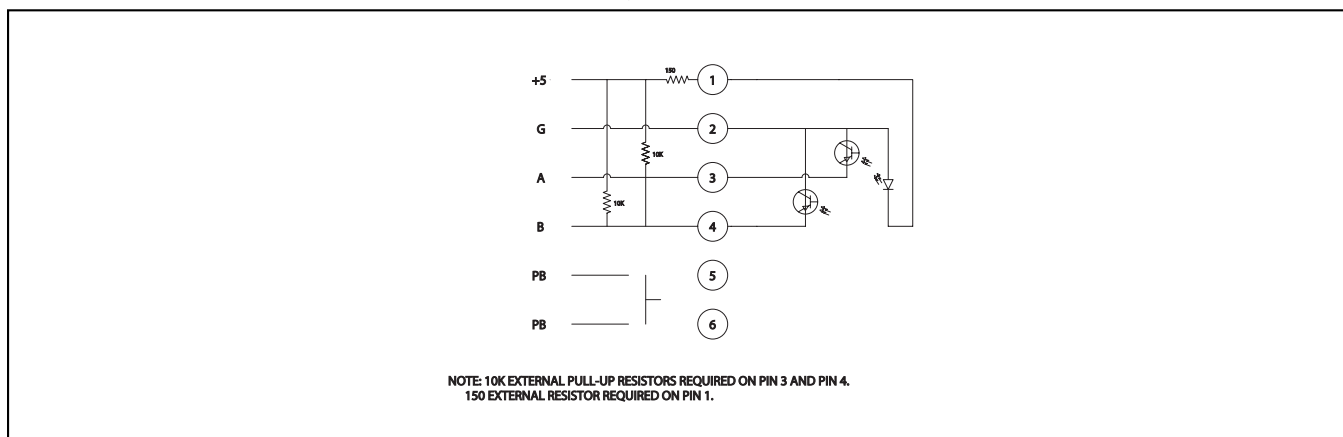 150
+5
1
G
2
10K
A
3
10K
B
4
PB
5
PB
6
NOTE: 10K EXTERNAL PULL-UP RESISTORS REQUIRED ON PIN 3 AND PIN 4.
150 EXTERNAL RESISTOR REQUIRED ON PIN 1.